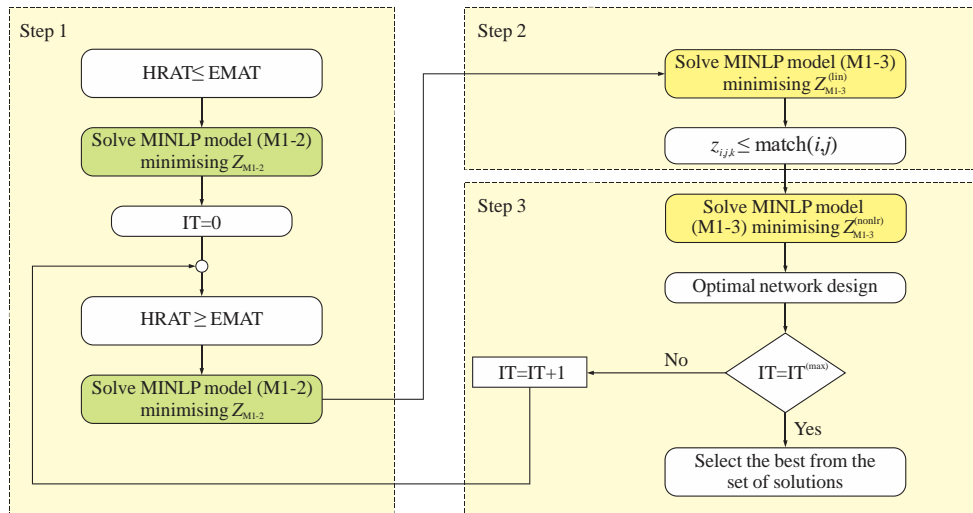 Step 1
HRAT≤ EMAT
Solve MINLP model (M1-2)
minimising Z_M1-2
IT=0
HRAT ≥ EMAT
Solve MINLP model (M1-2)
minimising Z_M1-2
Step 2
Solve MINLP model (M1-3)
minimising Z_M1-3^(lin)
z_i,j,k ≤ match(i,j)
Step 3
Solve MINLP model
(M1-3) minimising Z_M1-3^(nonlr)
Optimal network design
No
IT=IT+1
IT=IT^(max)
Yes
Select the best from the
set of solutions